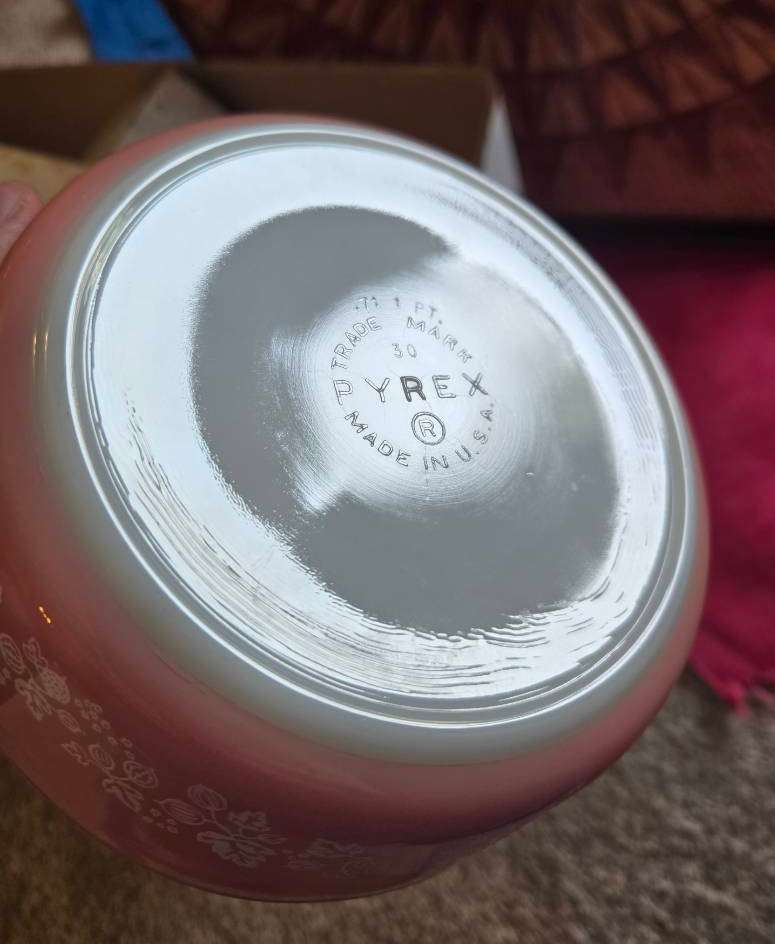 1 PT.
TRADE MARK
30
PYREX
®
MADE IN U.S.A.